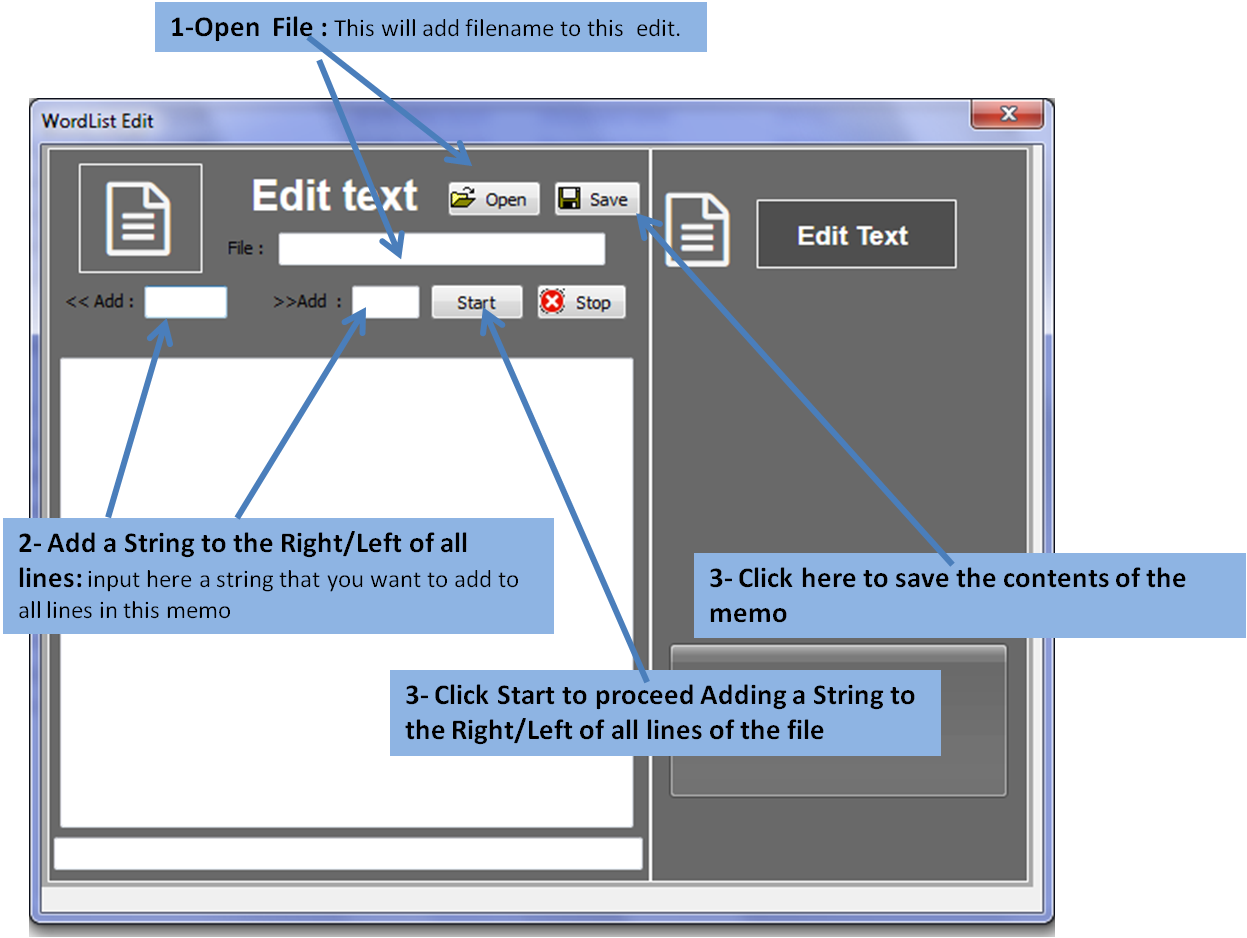 1-Open File : This will add filename to this edit.
WordList Edit
Edit text
Open
Save
File :
Edit Text
<< Add :
>>Add :
Start
Stop
2- Add a String to the Right/Left of all
lines: input here a string that you want to add to
all lines in this memo
3- Click here to save the contents of the
memo
3- Click Start to proceed Adding a String to
the Right/Left of all lines of the file